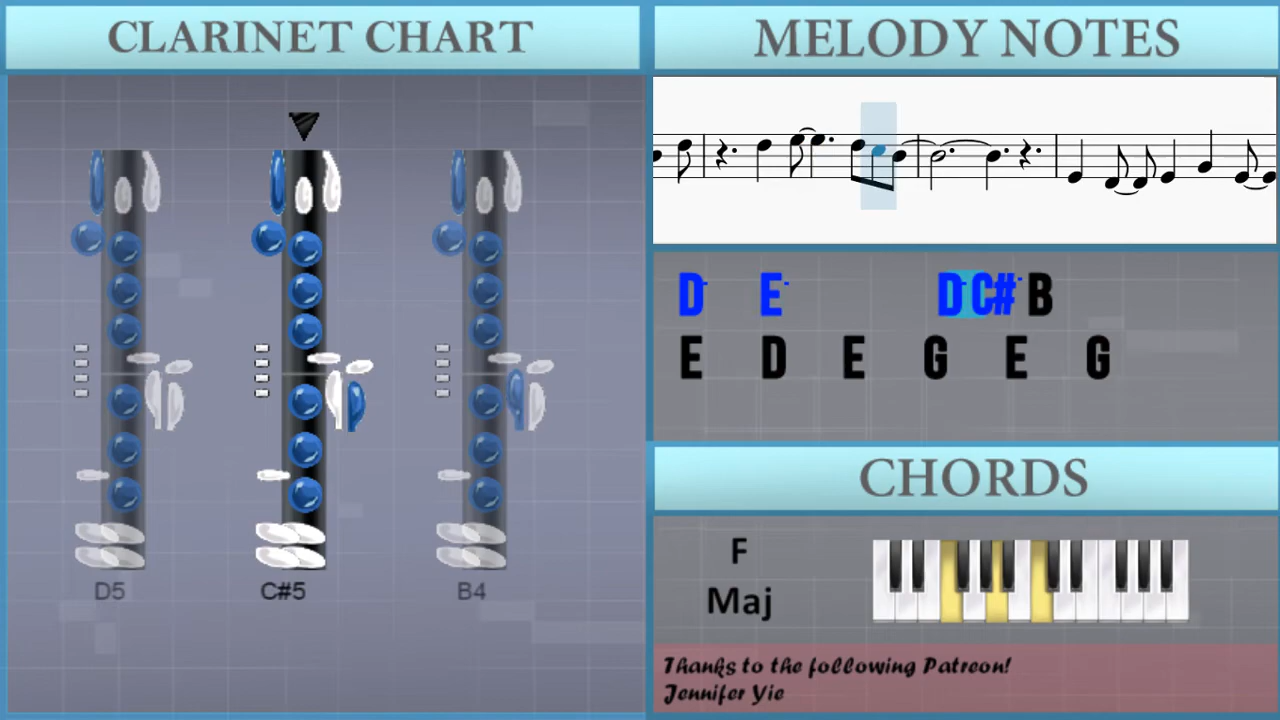 CLARINET CHART
D5 C#5 B4
MELODY NOTES
D- E- D- C#- B
E D E G E G
CHORDS
F
Maj
Thanks to the following Patreon!
Jennifer Yie